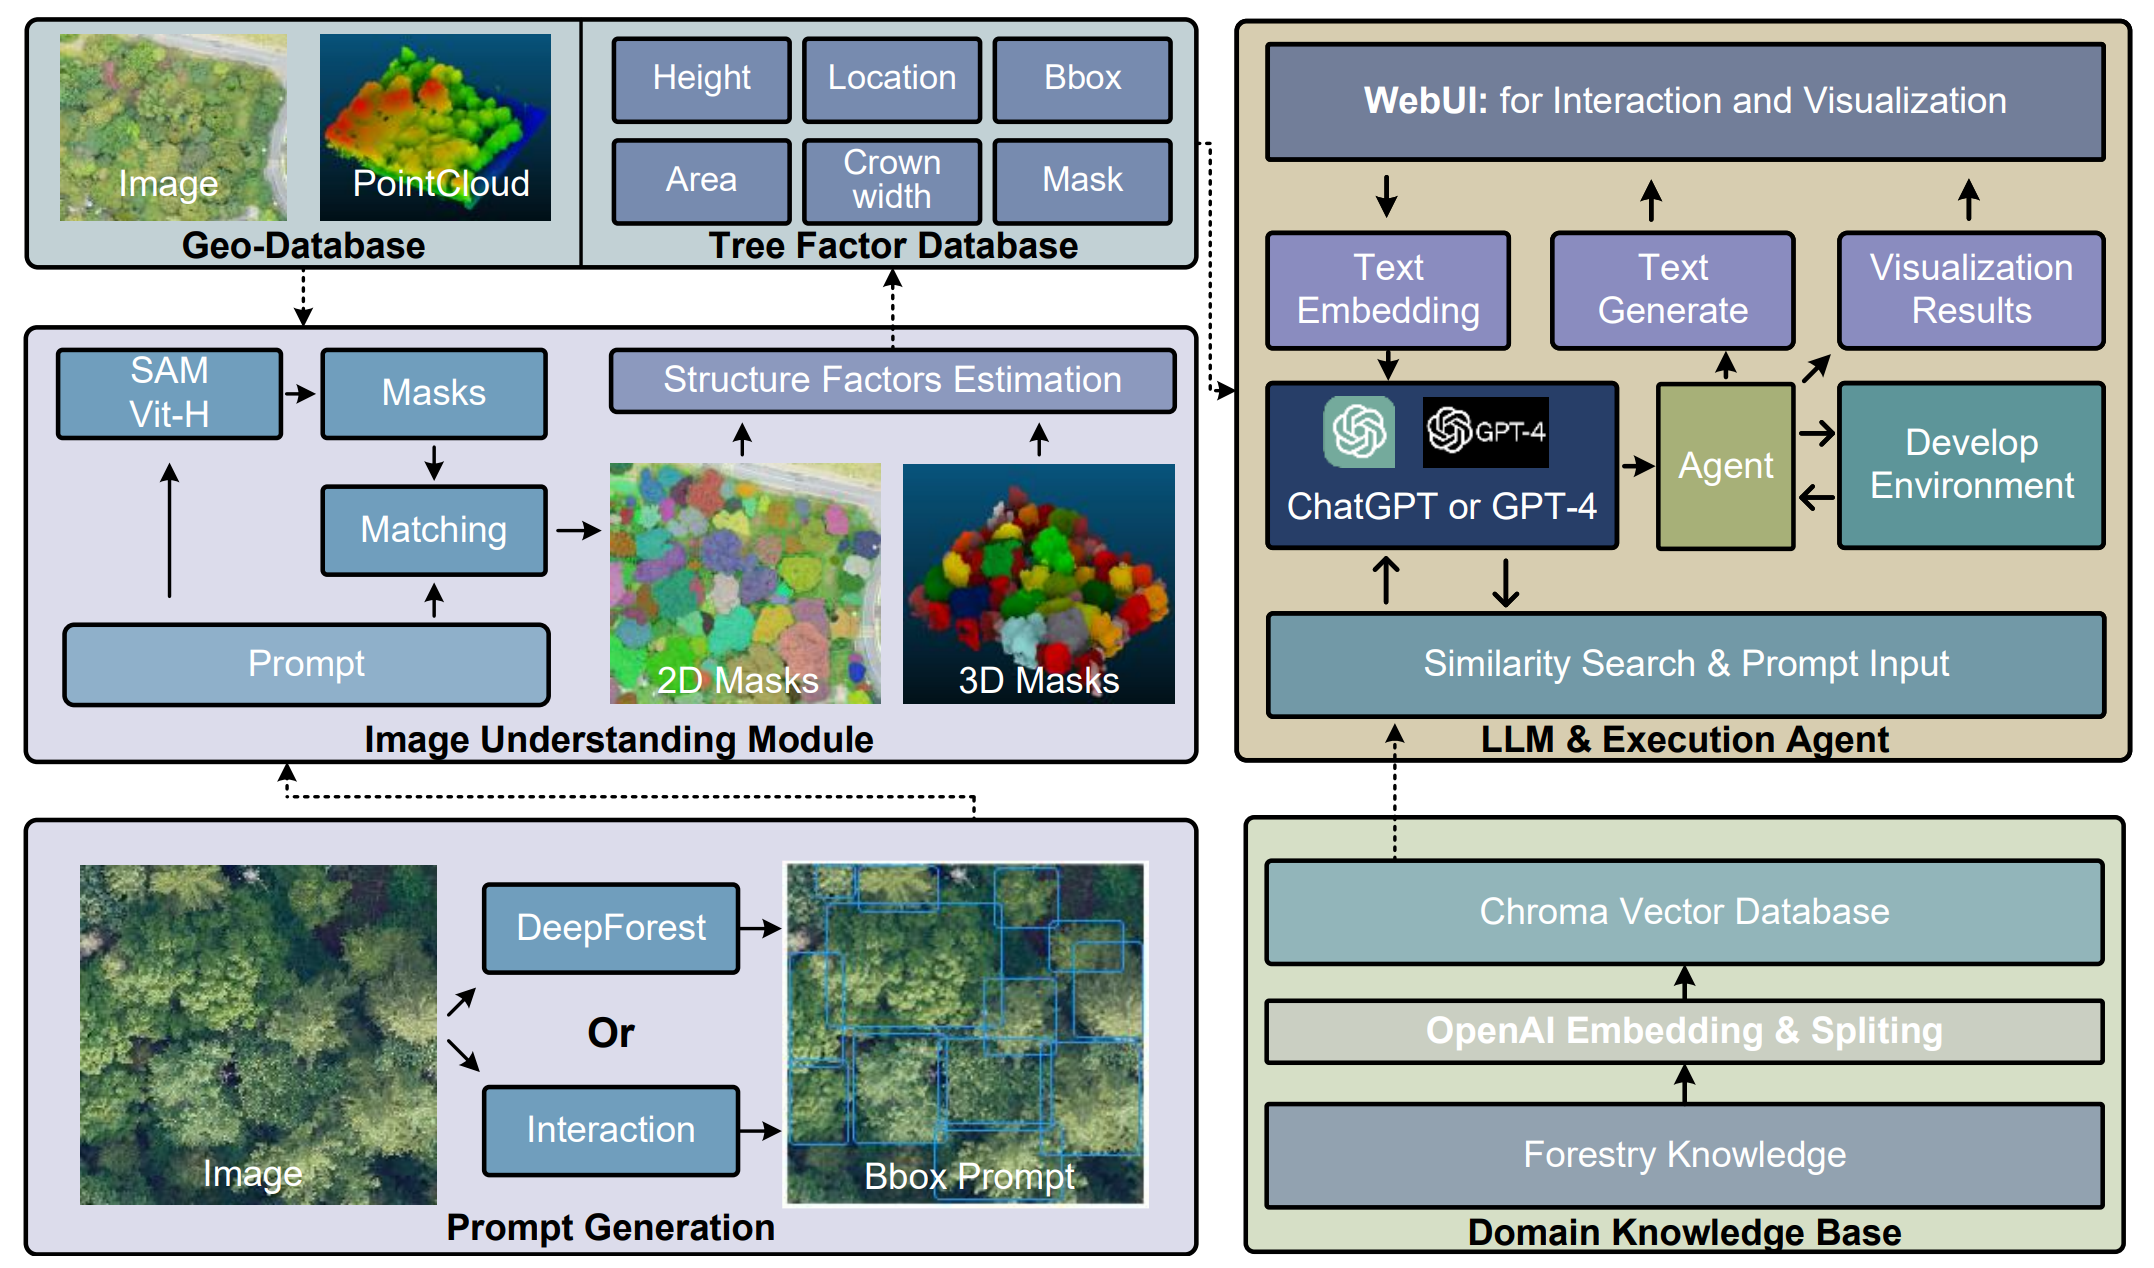 Image
PointCloud
Geo-Database
Height
Location
Bbox
Area
Crown
width
Mask
Tree Factor Database
SAM
Vit-H
Masks
Matching
Prompt
Structure Factors Estimation
2D Masks
3D Masks
Image Understanding Module
Image
DeepForest
Or
Interaction
Bbox Prompt
Prompt Generation
WebUI: for Interaction and Visualization
Text
Embedding
Text
Generate
Visualization
Results
GPT-4
ChatGPT or GPT-4
Agent
Develop
Environment
Similarity Search & Prompt Input
LLM & Execution Agent
Chroma Vector Database
OpenAI Embedding & Spliting
Forestry Knowledge
Domain Knowledge Base